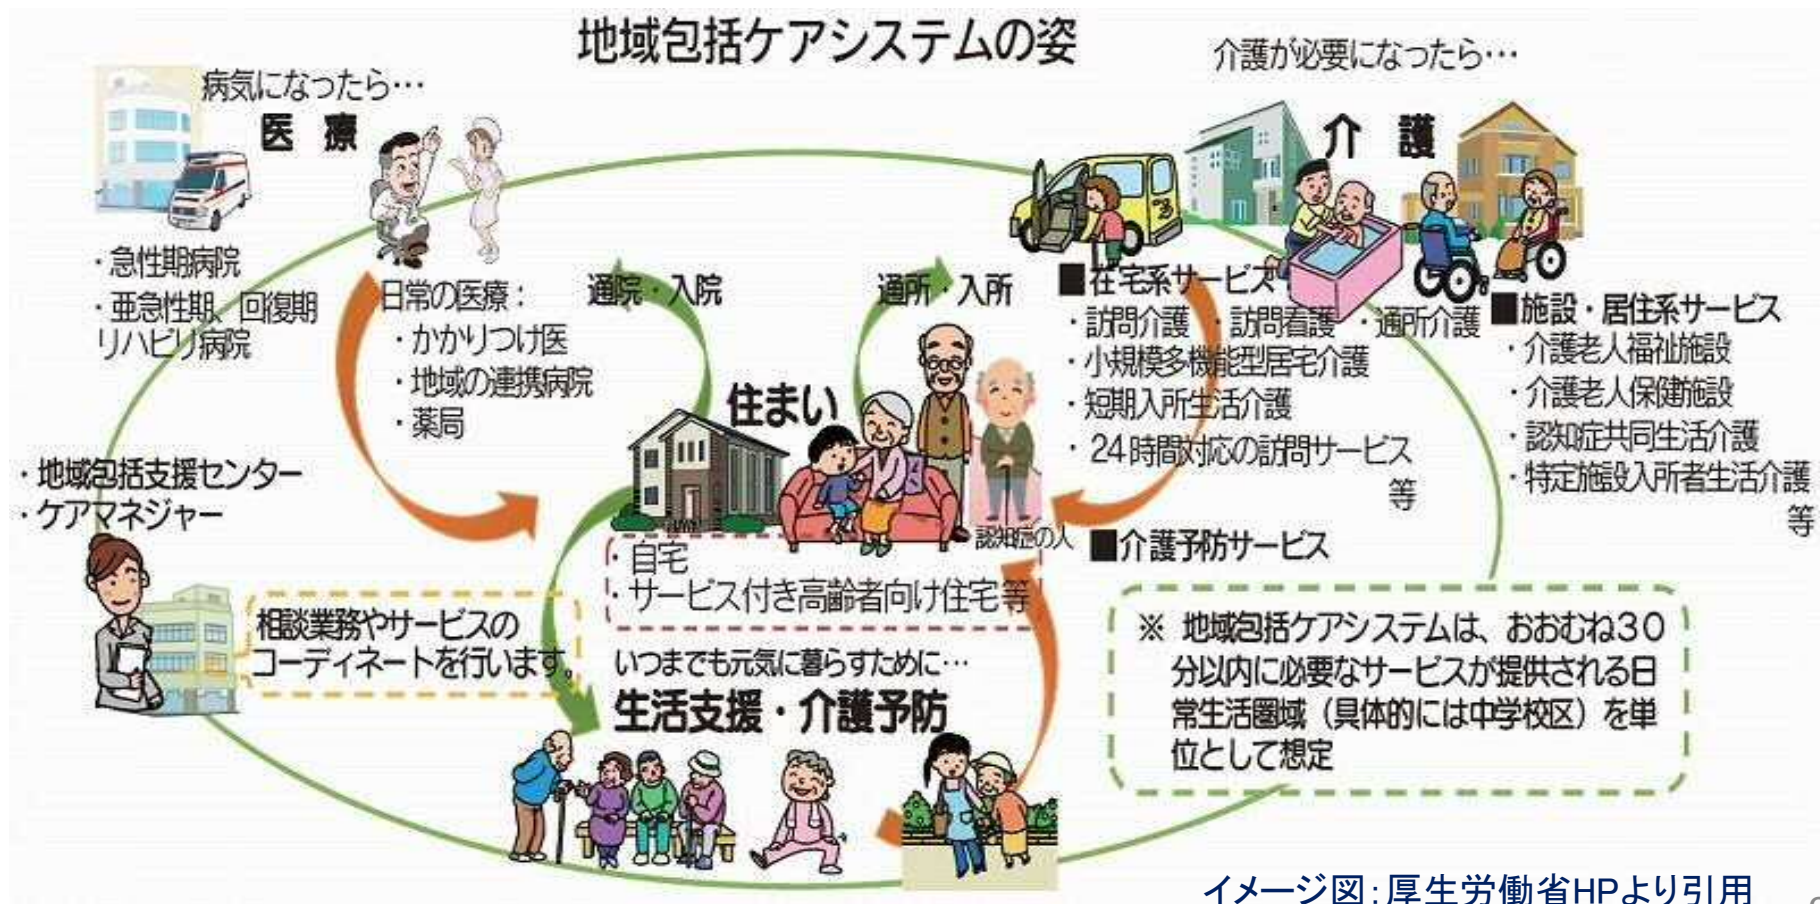 地域包括ケアシステムの姿
病気になったら…
医 療
・急性期病院
・亜急性期、回復期
リハビリ病院
日常の医療：
・かかりつけ医
・地域の連携病院
・薬局
通院・入院
通所・入所
介護が必要になったら…
介 護
■在宅系サービス
・訪問介護 ・訪問看護 ・通所介護
・小規模多機能型居宅介護
・短期入所生活介護
・24時間対応の訪問サービス
等
■介護予防サービス
■施設・居住系サービス
・介護老人福祉施設
・介護老人保健施設
・認知症共同生活介護
・特定施設入所者生活介護
等
住まい
認知症の人
・自宅
・サービス付き高齢者向け住宅等
・地域包括支援センター
・ケアマネジャー
相談業務やサービスの
コーディネートを行います。
いつまでも元気に暮らすために…
生活支援・介護予防
※ 地域包括ケアシステムは、おおむね３０
分以内に必要なサービスが提供される日
常生活圏域（具体的には中学校区）を単
位として想定
イメージ図：厚生労働省HPより引用